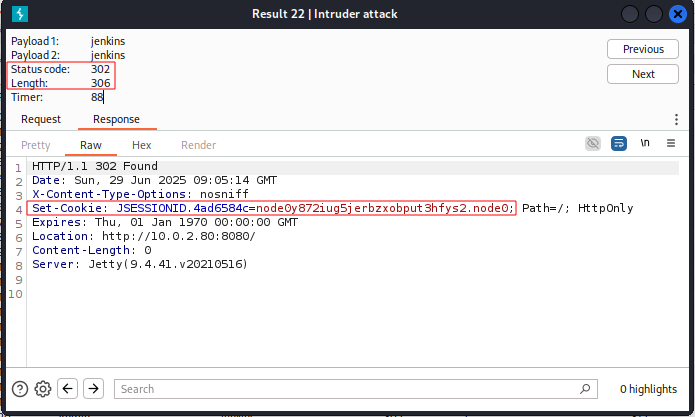 Result 22 | Intruder attack
Payload 1: jenkins
Payload 2: jenkins
Status code: 302
Length: 306
Timer: 88
Previous
Next
Request Response
Pretty Raw Hex Render \n
1 HTTP/1.1 302 Found
2 Date: Sun, 29 Jun 2025 09:05:14 GMT
3 X-Content-Type-Options: nosniff
4 Set-Cookie: JSESSIONID.4ad6584c=node0y872iug5jerbzxobput3hfys2.node0; Path=/; HttpOnly
5 Expires: Thu, 01 Jan 1970 00:00:00 GMT
6 Location: http://10.0.2.80:8080/
7 Content-Length: 0
8 Server: Jetty(9.4.41.v20210516)
9
10
Search 0 highlights